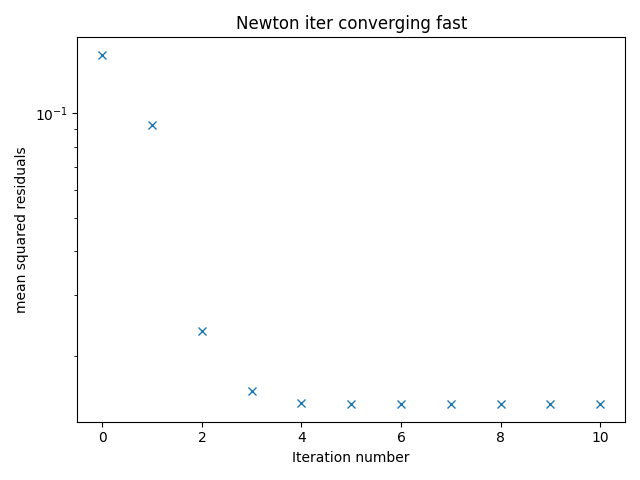 Newton iter converging fast
10⁻¹
mean squared residuals
0 2 4 6 8 10
Iteration number